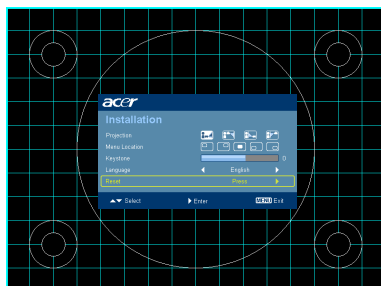 acer
Installation
Projection
Menu Location
Keystone 0
Language English
Reset Press
Select Enter MENU Exit